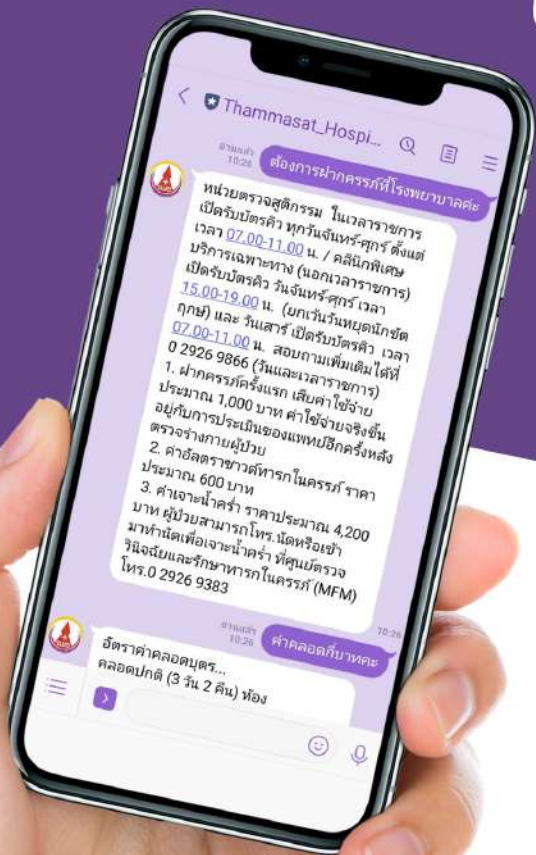 Thammasat_Hospi...
ต้องการฝากครรภ์ที่โรงพยาบาลค่ะ
อ่านแล้ว
10:26
หน่วยตรวจสูติกรรม ในเวลาราชการ
เปิดรับบัตรคิว ทุกวันจันทร์-ศุกร์ ตั้งแต่
เวลา 07.00-11.00 น. / คลินิกพิเศษ
บริการเฉพาะทาง (นอกเวลาราชการ)
เปิดรับบัตรคิว วันจันทร์-ศุกร์ เวลา
15.00-19.00 น. (ยกเว้นวันหยุดนักขัต
ฤกษ์) และ วันเสาร์ เปิดรับบัตรคิว เวลา
07.00-11.00 น. สอบถามเพิ่มเติมได้ที่
0 2926 9866 (วันและเวลาราชการ)
1. ฝากครรภ์ครั้งแรก เสียค่าใช้จ่าย
ประมาณ 1,000 บาท ค่าใช้จ่ายจริงขึ้น
อยู่กับการประเมินของแพทย์อีกครั้งหลัง
ตรวจร่างกายผู้ป่วย
2. ค่าอัลตราซาวด์ทารกในครรภ์ ราคา
ประมาณ 600 บาท
3. ค่าเจาะน้ำคร่ำ ราคาประมาณ 4,200
บาท ผู้ป่วยสามารถโทร.นัดหรือเข้า
มาทำนัดเพื่อเจาะน้ำคร่ำ ที่ศูนย์ตรวจ
วินิจฉัยและรักษาทารกในครรภ์ (MFM)
โทร.0 2926 9383
10:26
อ่านแล้ว
10:26
ค่าคลอดกี่บาทคะ
อัตราค่าคลอดบุตร...
คลอดปกติ (3 วัน 2 คืน) ห้อง